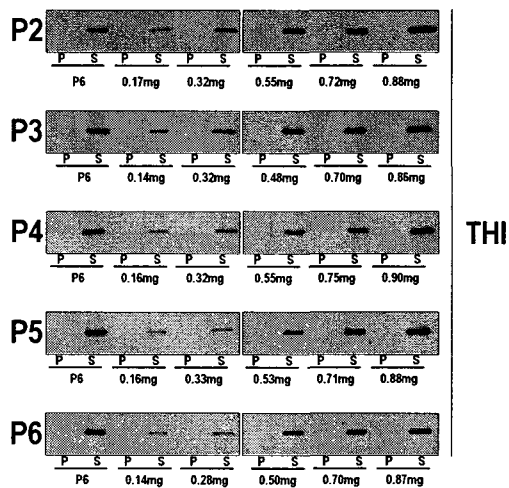 P2
P S P S P S P S P S P S
P6 0.17mg 0.32mg 0.55mg 0.72mg 0.88mg
P3
P S P S P S P S P S P S
P6 0.14mg 0.32mg 0.48mg 0.70mg 0.86mg
P4
P S P S P S P S P S P S
P6 0.16mg 0.32mg 0.55mg 0.75mg 0.90mg
P5
P S P S P S P S P S P S
P6 0.16mg 0.33mg 0.53mg 0.71mg 0.88mg
P6
P S P S P S P S P S P S
P6 0.14mg 0.28mg 0.50mg 0.70mg 0.87mg